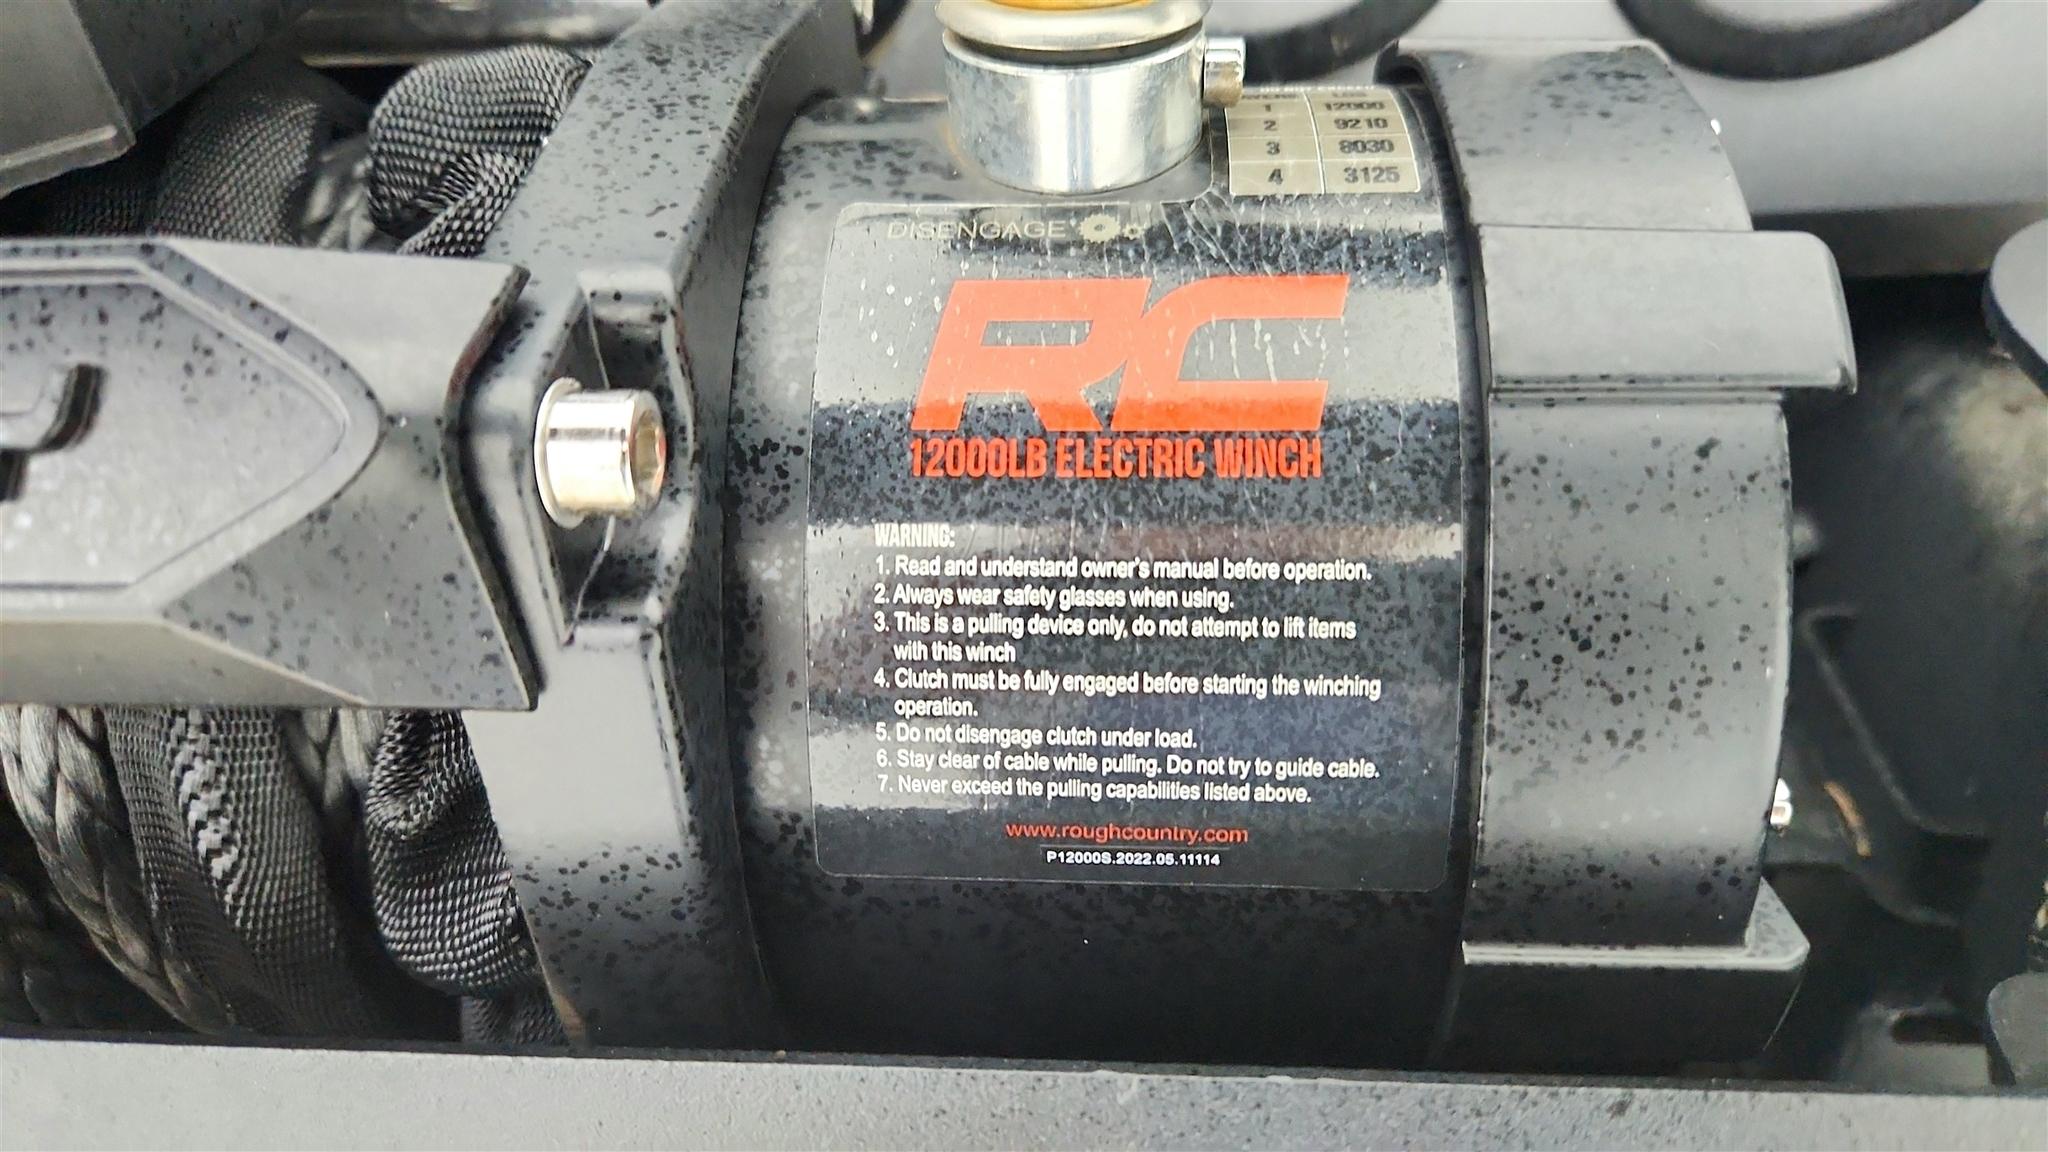 1 12000
2 9210
3 8030
4 3125
DISENGAGE
RC
12000LB ELECTRIC WINCH
WARNING:
1. Read and understand owner's manual before operation.
2. Always wear safety glasses when using.
3. This is a pulling device only, do not attempt to lift items
with this winch
4. Clutch must be fully engaged before starting the winching
operation.
5. Do not disengage clutch under load.
6. Stay clear of cable while pulling. Do not try to guide cable.
7. Never exceed the pulling capabilities listed above.
www.roughcountry.com
P12000S.2022.05.11114